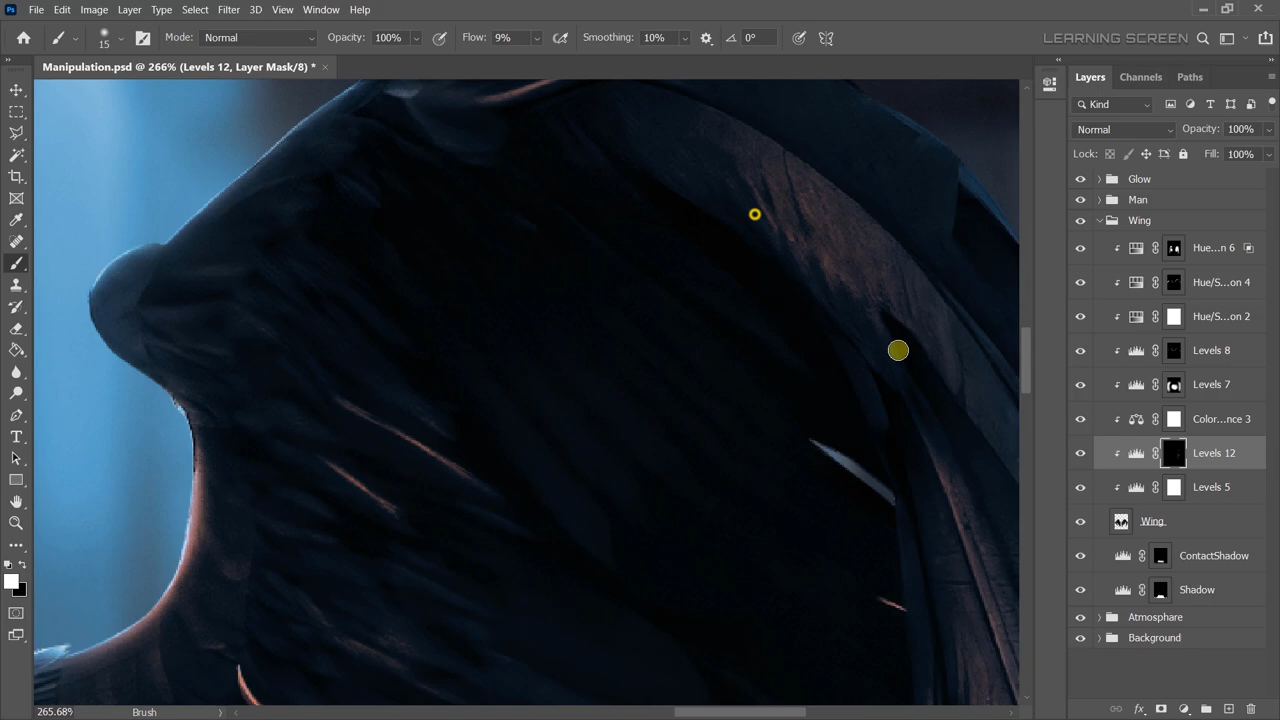 Ps File Edit Image Layer Type Select Filter 3D View Window Help
15 Mode: Normal Opacity: 100% Flow: 9% Smoothing: 10% 0° LEARNING SCREEN
Manipulation.psd @ 266% (Levels 12, Layer Mask/8) * ×
Layers Channels Paths
Kind
Normal Opacity: 100%
Lock: Fill: 100%
Glow
Man
Wing
Hue...n 6
Hue/S...on 4
Hue/S...on 2
Levels 8
Levels 7
Color...nce 3
Levels 12
Levels 5
Wing
ContactShadow
Shadow
Atmosphare
Background
265.68% Brush
fx